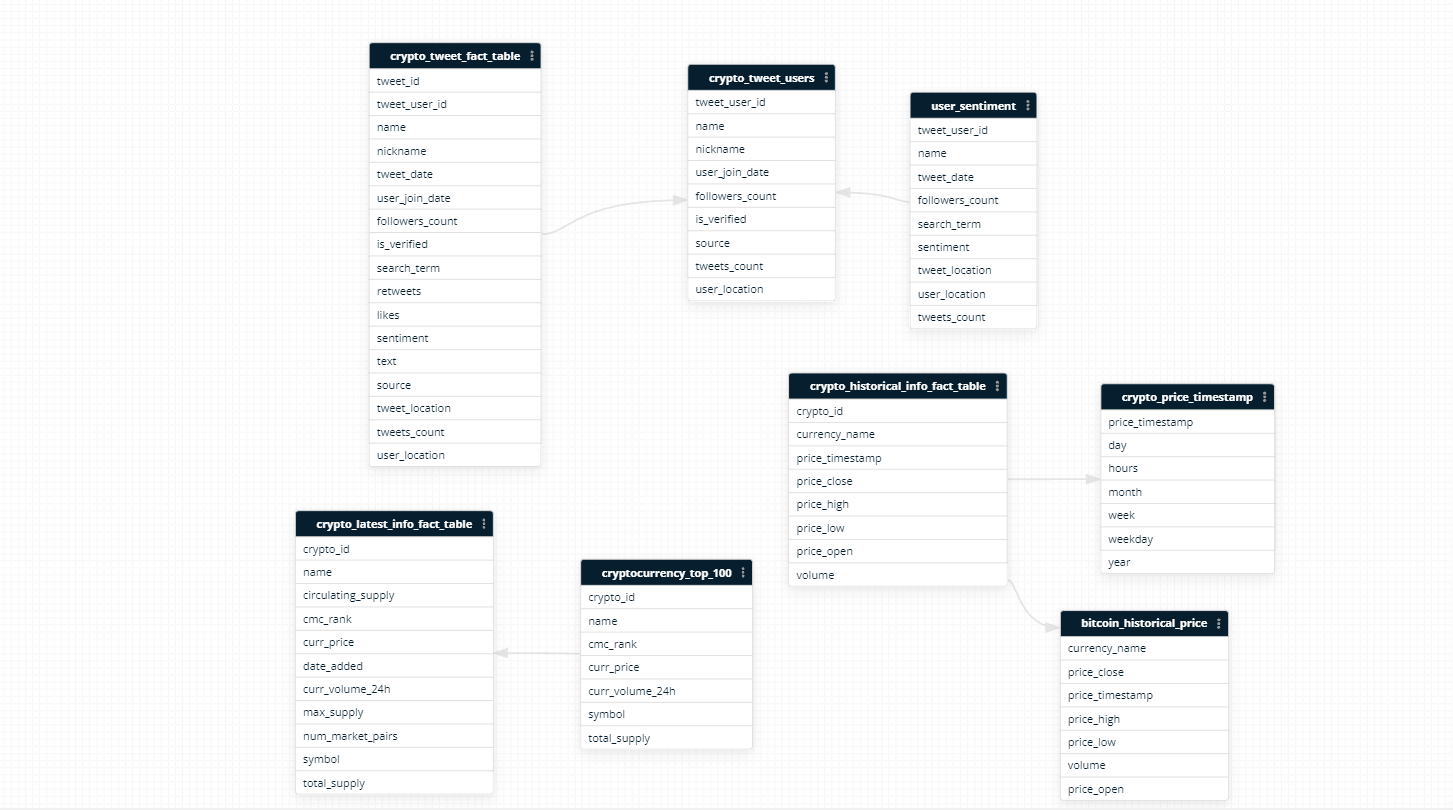 crypto_tweet_fact_table
tweet_id
tweet_user_id
name
nickname
tweet_date
user_join_date
followers_count
is_verified
search_term
retweets
likes
sentiment
text
source
tweet_location
tweets_count
user_location
crypto_tweet_users
tweet_user_id
name
nickname
user_join_date
followers_count
is_verified
source
tweets_count
user_location
user_sentiment
tweet_user_id
name
tweet_date
followers_count
search_term
sentiment
tweet_location
user_location
tweets_count
crypto_historical_info_fact_table
crypto_id
currency_name
price_timestamp
price_close
price_high
price_low
price_open
volume
crypto_price_timestamp
price_timestamp
day
hours
month
week
weekday
year
crypto_latest_info_fact_table
crypto_id
name
circulating_supply
cmc_rank
curr_price
date_added
curr_volume_24h
max_supply
num_market_pairs
symbol
total_supply
cryptocurrency_top_100
crypto_id
name
cmc_rank
curr_price
curr_volume_24h
symbol
total_supply
bitcoin_historical_price
currency_name
price_close
price_timestamp
price_high
price_low
volume
price_open